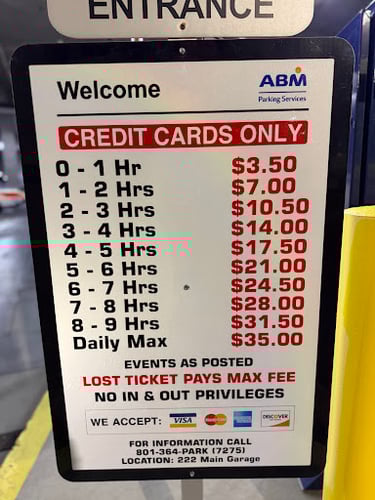 ENTRANCE
Welcome
ABM
Parking Services
CREDIT CARDS ONLY
0 - 1 Hr $3.50
1 - 2 Hrs $7.00
2 - 3 Hrs $10.50
3 - 4 Hrs $14.00
4 - 5 Hrs $17.50
5 - 6 Hrs $21.00
6 - 7 Hrs $24.50
7 - 8 Hrs $28.00
8 - 9 Hrs $31.50
Daily Max $35.00
EVENTS AS POSTED
LOST TICKET PAYS MAX FEE
NO IN & OUT PRIVILEGES
WE ACCEPT: VISA MasterCard AMERICAN EXPRESS DISCOVER
FOR INFORMATION CALL
801-364-PARK (7275)
LOCATION: 222 Main Garage